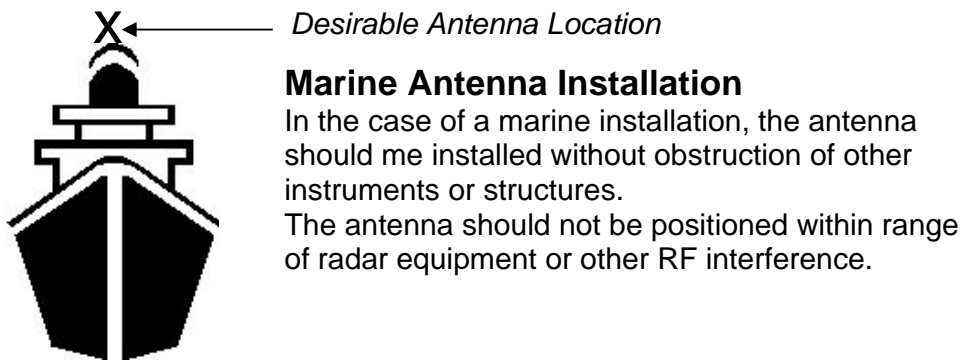 X
Desirable Antenna Location
Marine Antenna Installation
In the case of a marine installation, the antenna
should me installed without obstruction of other
instruments or structures.
The antenna should not be positioned within range
of radar equipment or other RF interference.